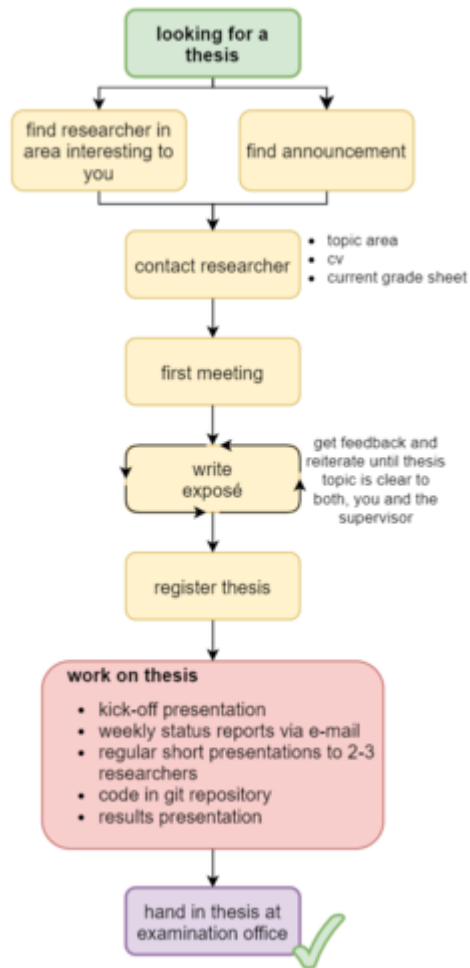 looking for a
thesis
find researcher in
area interesting to
you
find announcement
contact researcher
• topic area
• cv
• current grade sheet
first meeting
write
exposé
get feedback and
reiterate until thesis
topic is clear to
both, you and the
supervisor
register thesis
work on thesis
• kick-off presentation
• weekly status reports via e-mail
• regular short presentations to 2-3
researchers
• code in git repository
• results presentation
hand in thesis at
examination office